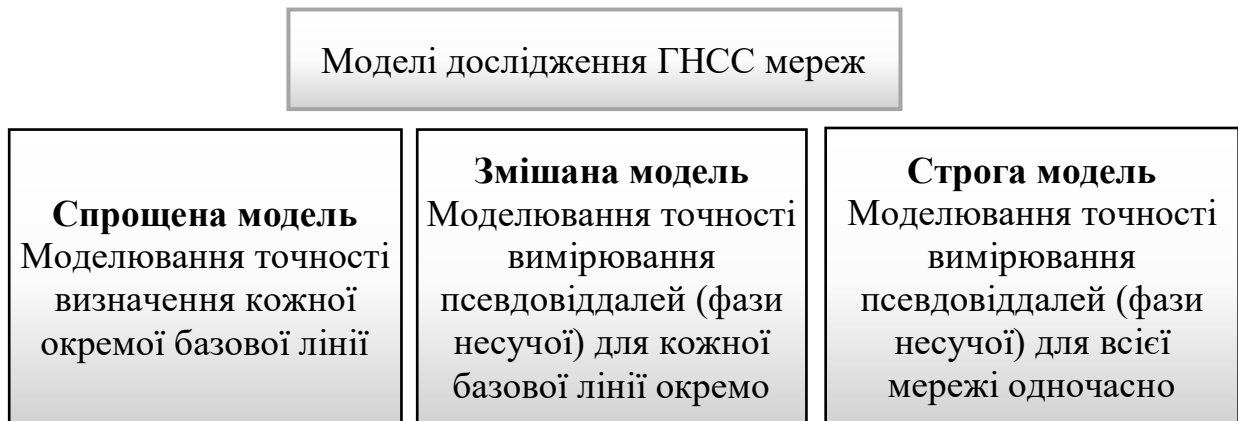 Моделі дослідження ГНСС мереж
Спрощена модель
Моделювання точності
визначення кожної
окремої базової лінії
Змішана модель
Моделювання точності
вимірювання
псевдовіддалей (фази
несучої) для кожної
базової лінії окремо
Строга модель
Моделювання точності
вимірювання
псевдовіддалей (фази
несучої) для всієї
мережі одночасно